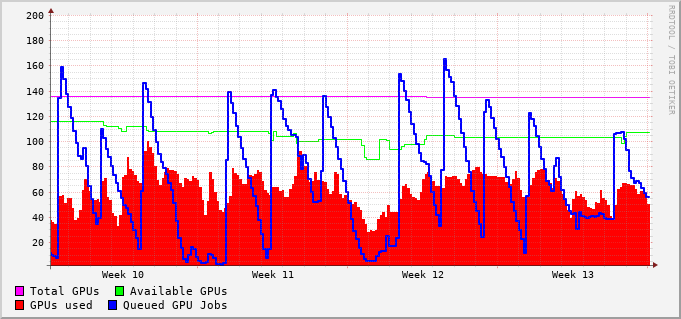 200
180
160
140
120
100
80
60
40
20
Week 10 Week 11 Week 12 Week 13
Total GPUs Available GPUs
GPUs used Queued GPU Jobs
RRDTOOL / TOBI OETIKER